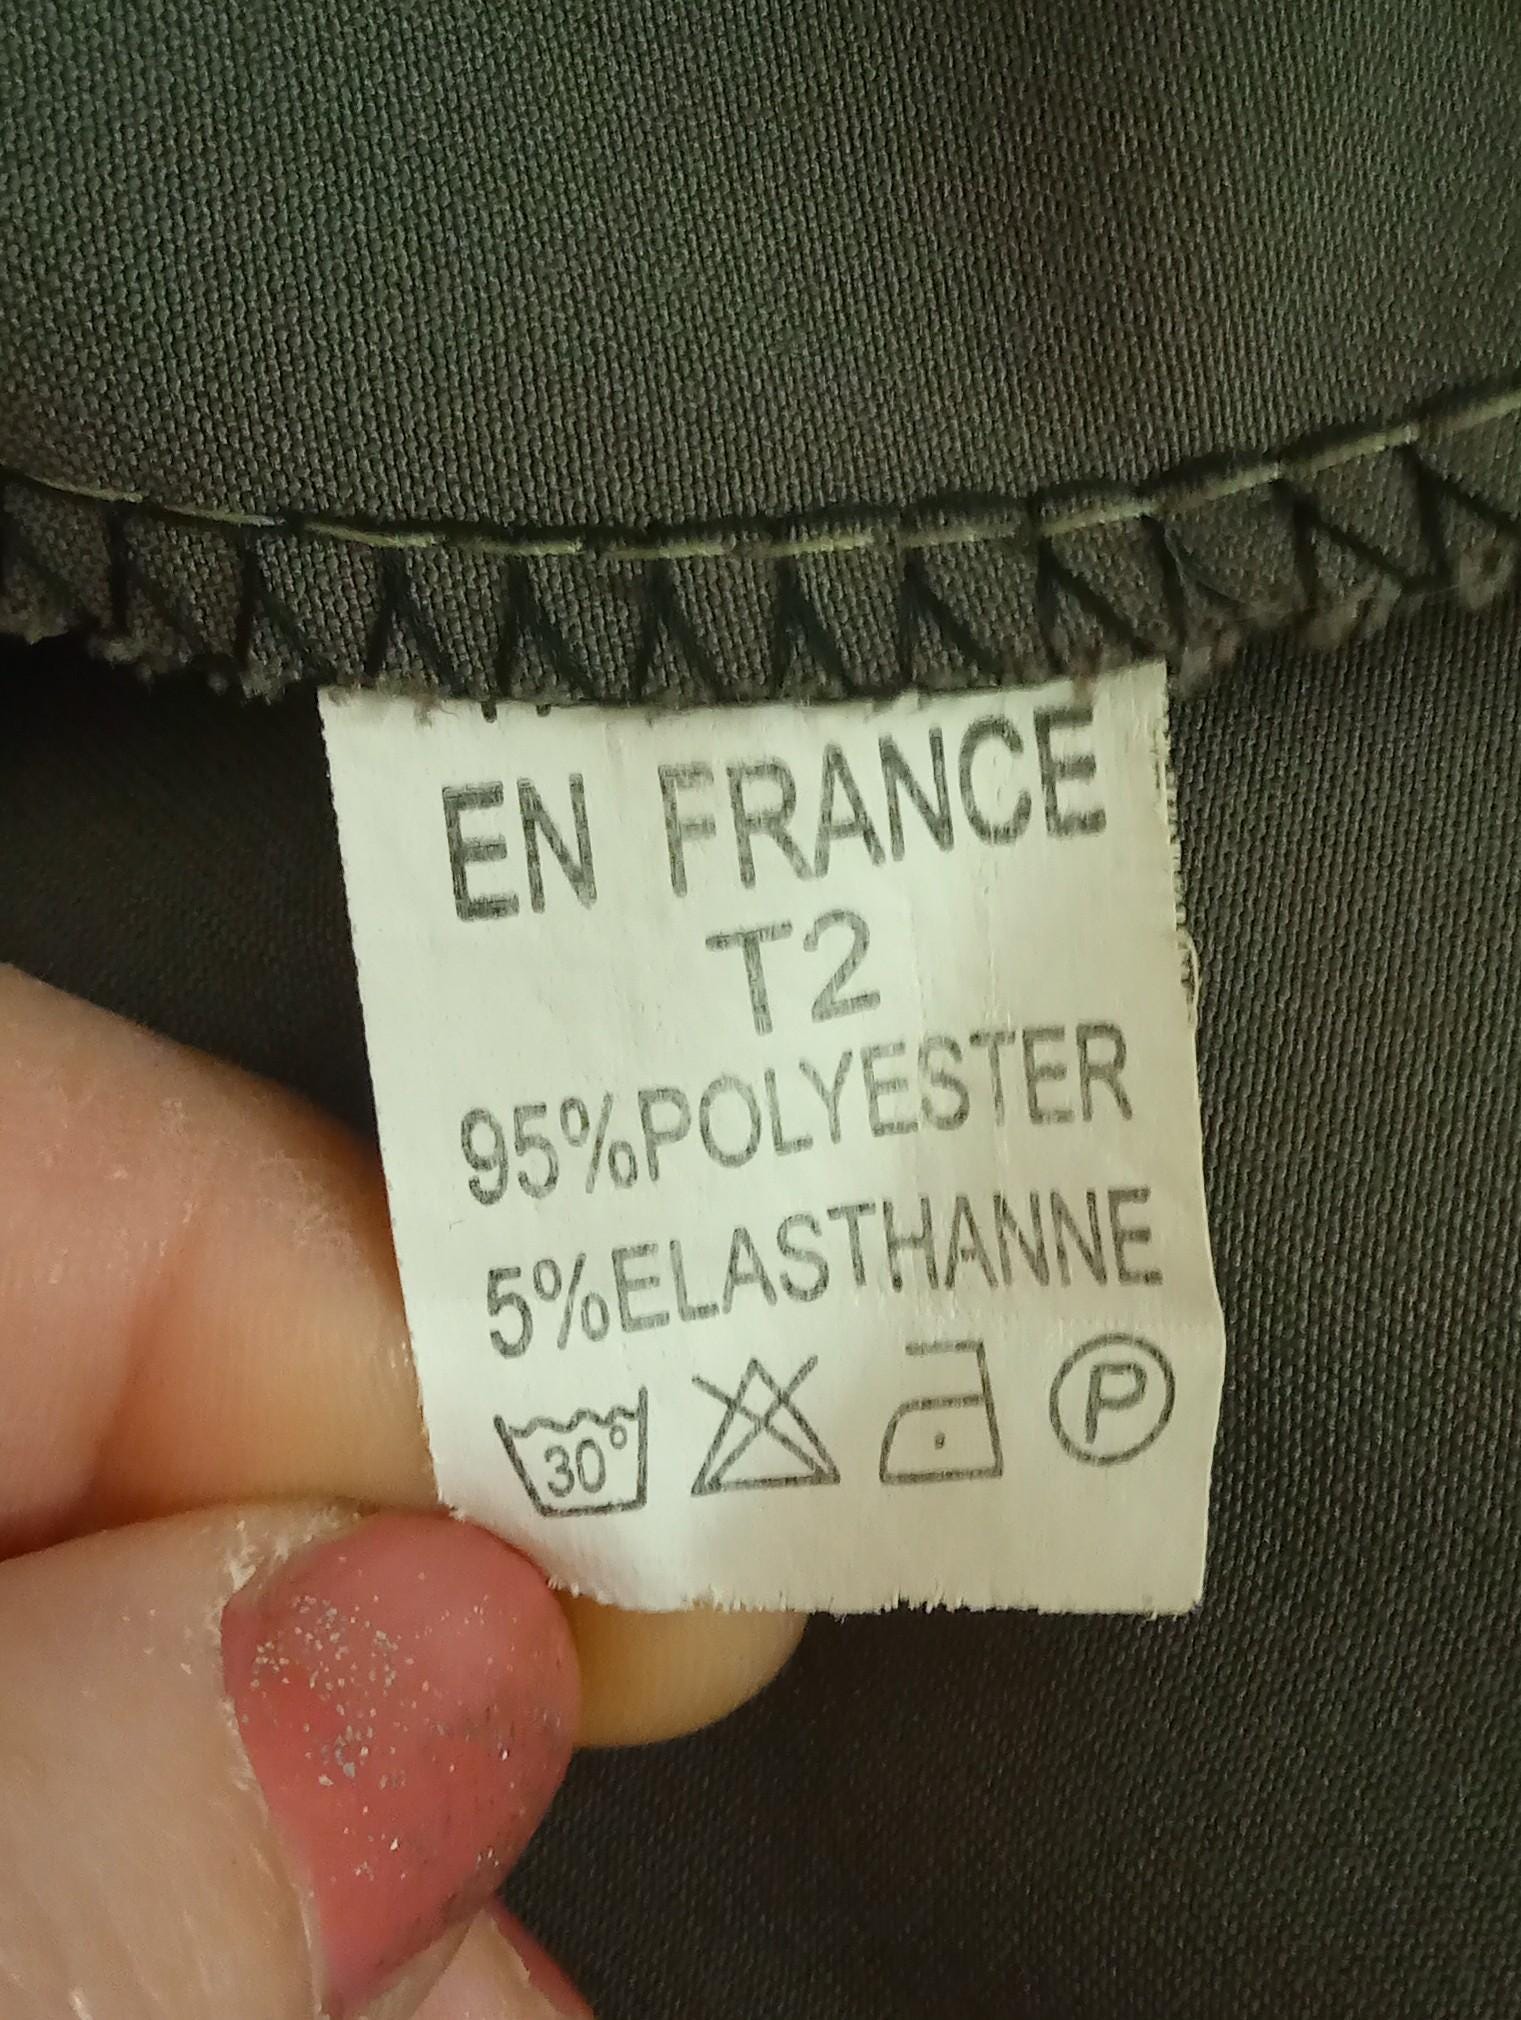 EN FRANCE
T2
95%POLYESTER
5%ELASTHANNE
30° P